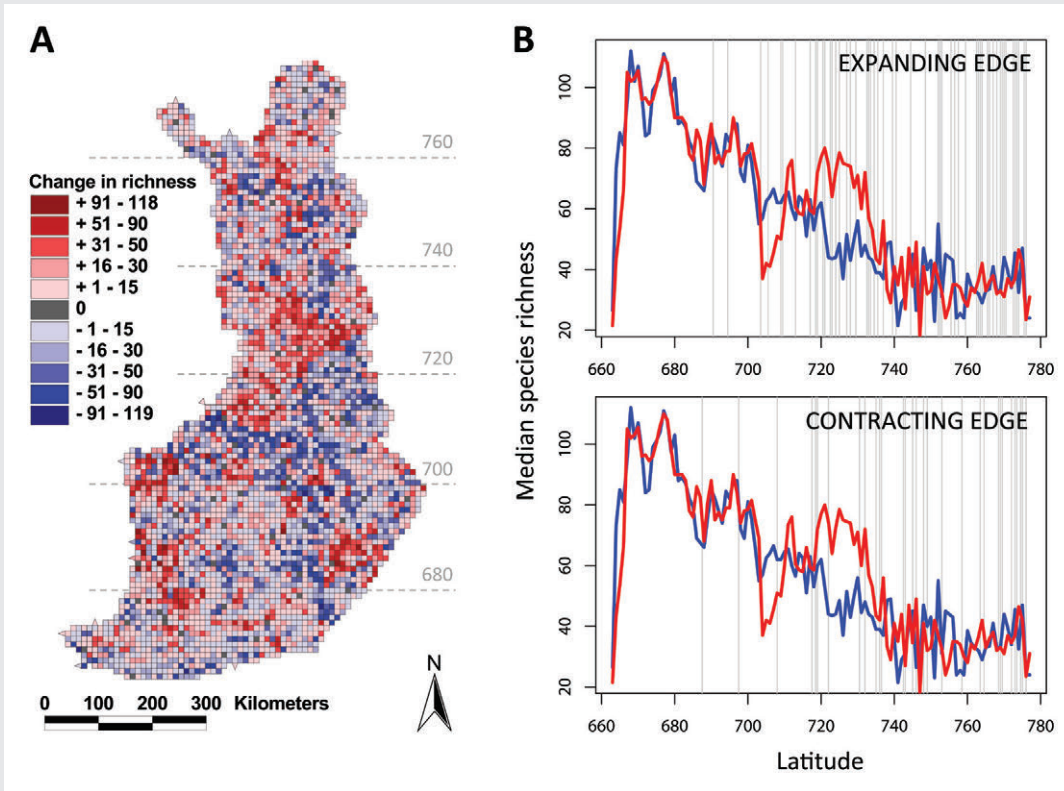 A
760
Change in richness
+ 91 - 118
+ 51 - 90
+ 31 - 50
+ 16 - 30
+ 1 - 15
0
- 1 - 15
- 16 - 30
- 31 - 50
- 51 - 90
- 91 - 119
740
720
700
680
N
0 100 200 300 Kilometers
B
EXPANDING EDGE
100
80
60
40
20
660 680 700 720 740 760 780
Median species richness
CONTRACTING EDGE
100
80
60
40
20
660 680 700 720 740 760 780
Latitude